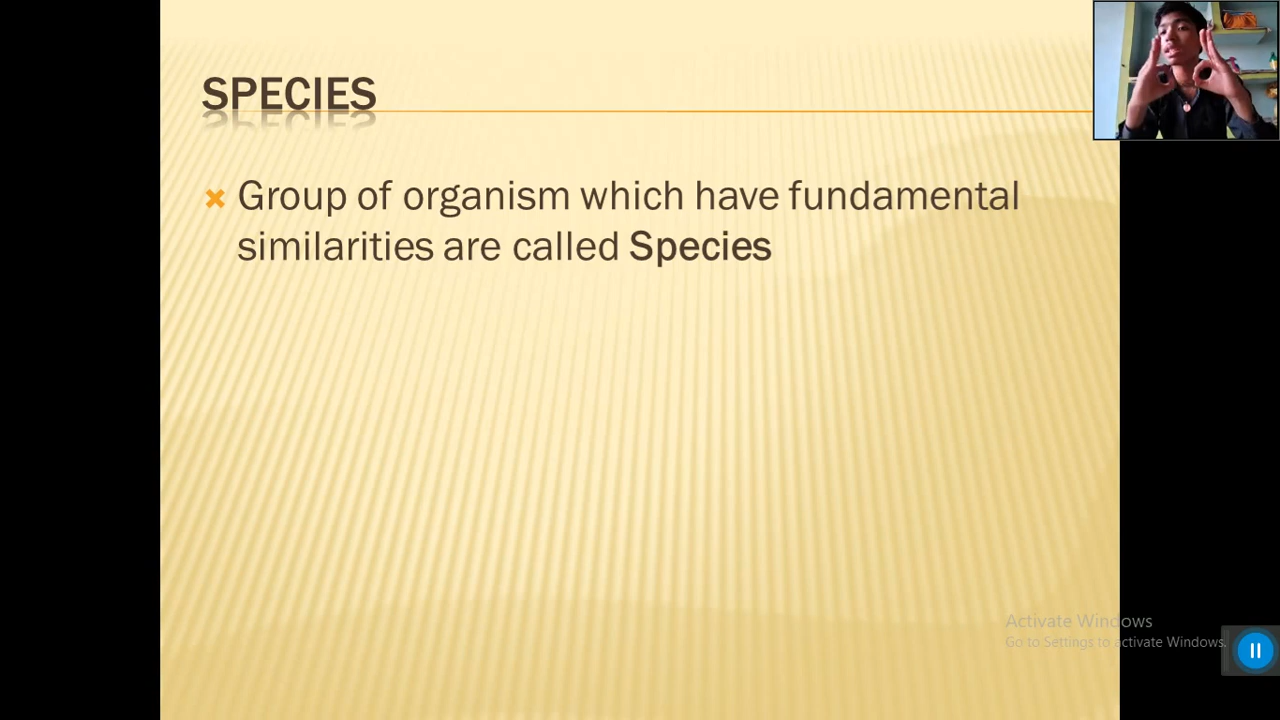 SPECIES
Group of organism which have fundamental
similarities are called Species
Activate Windows
Go to Settings to activate Windows.